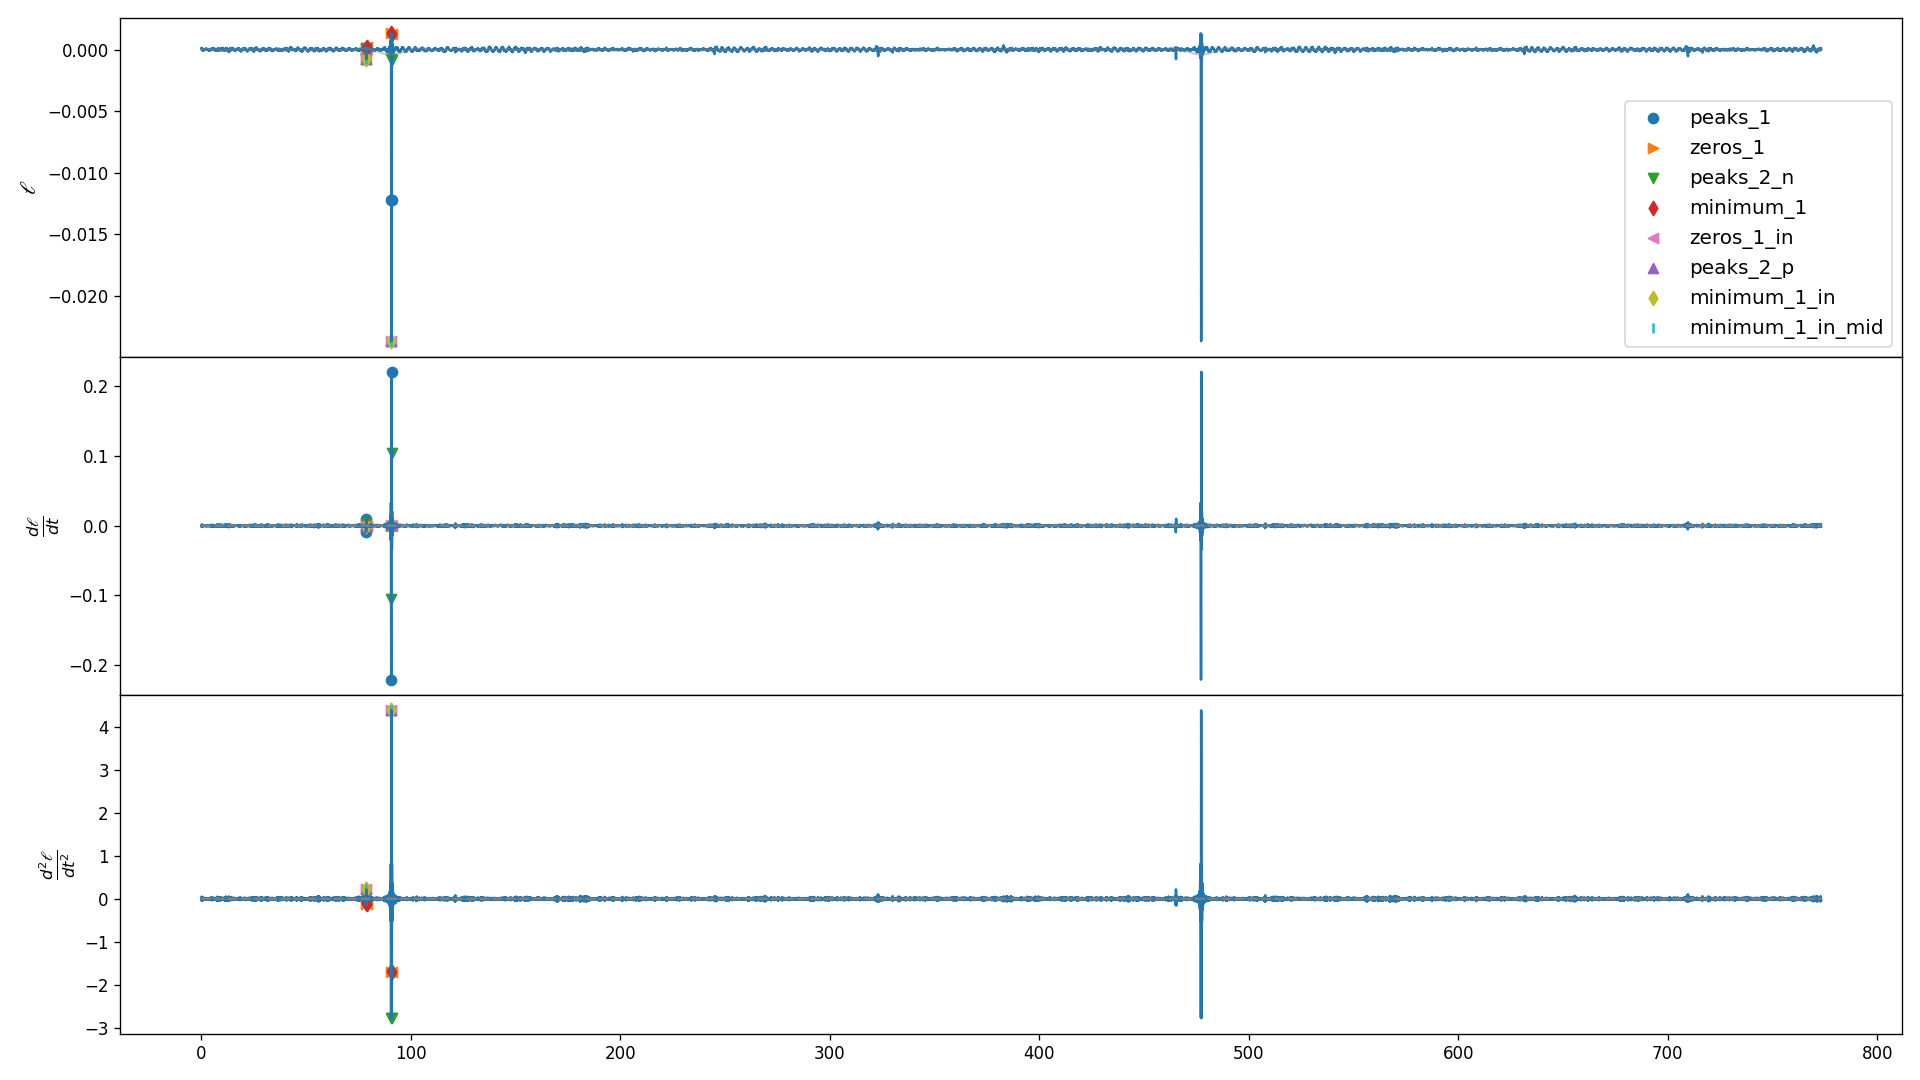 0.000
−0.005
−0.010
−0.015
−0.020
ℓ
peaks_1
zeros_1
peaks_2_n
minimum_1
zeros_1_in
peaks_2_p
minimum_1_in
minimum_1_in_mid
0.2
0.1
0.0
−0.1
−0.2
dℓ
dt
4
3
2
1
0
−1
−2
−3
d²ℓ
dt²
0 100 200 300 400 500 600 700 800